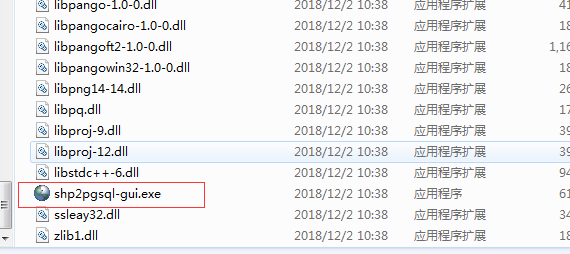 libpango-1.0-0.dll 2018/12/2 10:38 应用程序扩展 41
libpangocairo-1.0-0.dll 2018/12/2 10:38 应用程序扩展 18
libpangoft2-1.0-0.dll 2018/12/2 10:38 应用程序扩展 1,16
libpangowin32-1.0-0.dll 2018/12/2 10:38 应用程序扩展 18
libpng14-14.dll 2018/12/2 10:38 应用程序扩展 26
libpq.dll 2018/12/2 10:38 应用程序扩展 17
libproj-9.dll 2018/12/2 10:38 应用程序扩展 39
libproj-12.dll 2018/12/2 10:38 应用程序扩展 39
libstdc++-6.dll 2018/12/2 10:38 应用程序扩展 94
shp2pgsql-gui.exe 2018/12/2 10:38 应用程序 61
ssleay32.dll 2018/12/2 10:38 应用程序扩展 34
zlib1.dll 2018/12/2 10:38 应用程序扩展 10